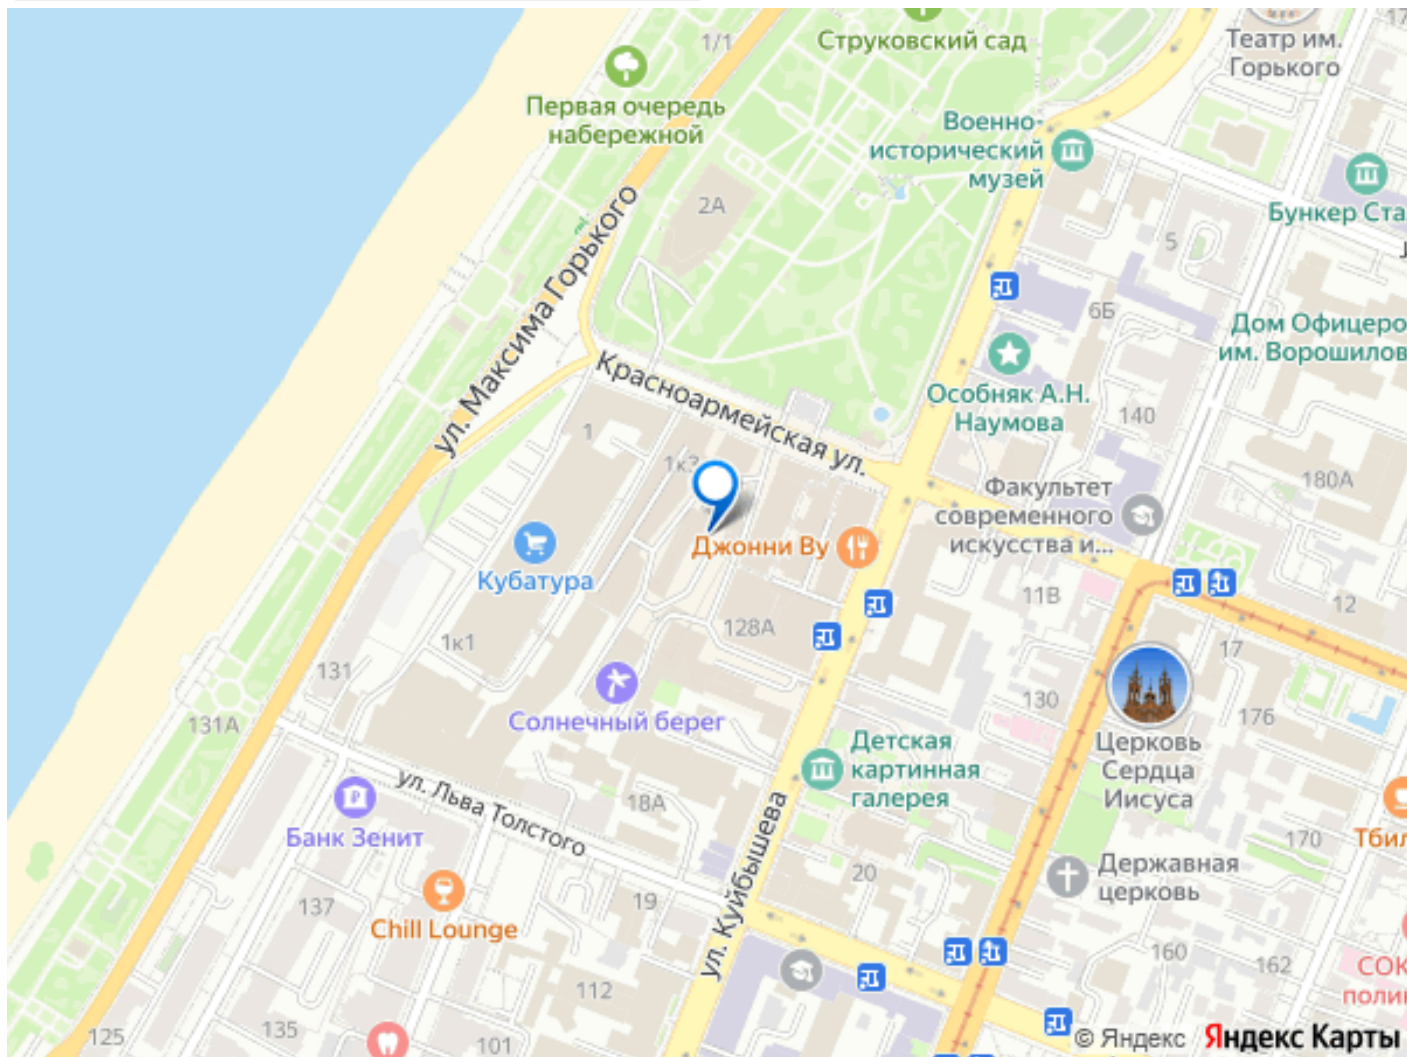 1/1
Струковский сад
Театр им.
Горького
17
Первая очередь
набережной
Военно-
исторический
музей
2А
Бункер Ста
5
ул. Максима Горького
6Б
Дом Офицеро
им. Ворошилов
Красноармейская ул.
Особняк А.Н.
Наумова
140
1
1к3
180А
Факультет
современного
искусства и...
Джонни Ву
Кубатура
11В
12
128А
1к1
17
131
130
176
131А
Солнечный берег
Церковь
Сердца
Иисуса
Детская
картинная
галерея
ул. Льва Толстого
18А
Банк Зенит
ул. Куйбышева
170
Тбил
Державная
церковь
20
137
19
Chill Lounge
160
162
СОК
поли
112
125
135
101
© Яндекс Яндекс Карты